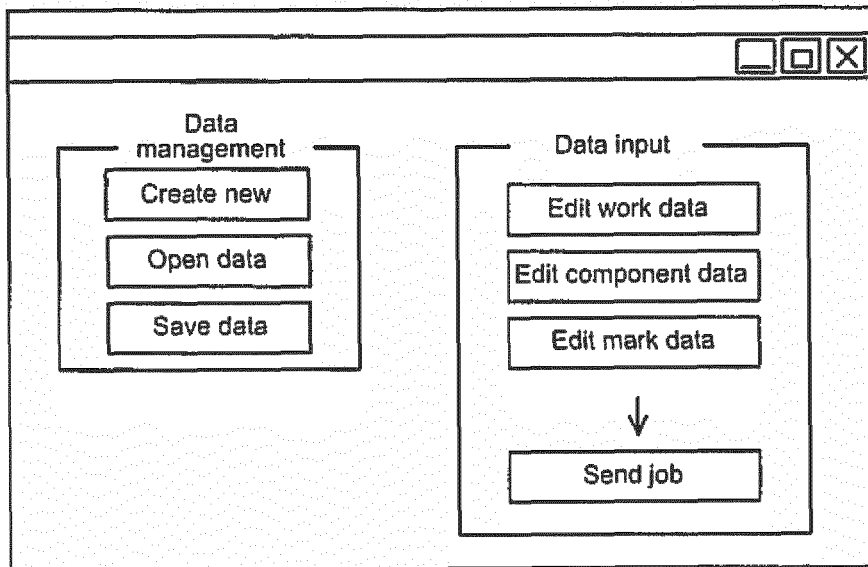 Data
management
Create new
Open data
Save data
Data input
Edit work data
Edit component data
Edit mark data
Send job